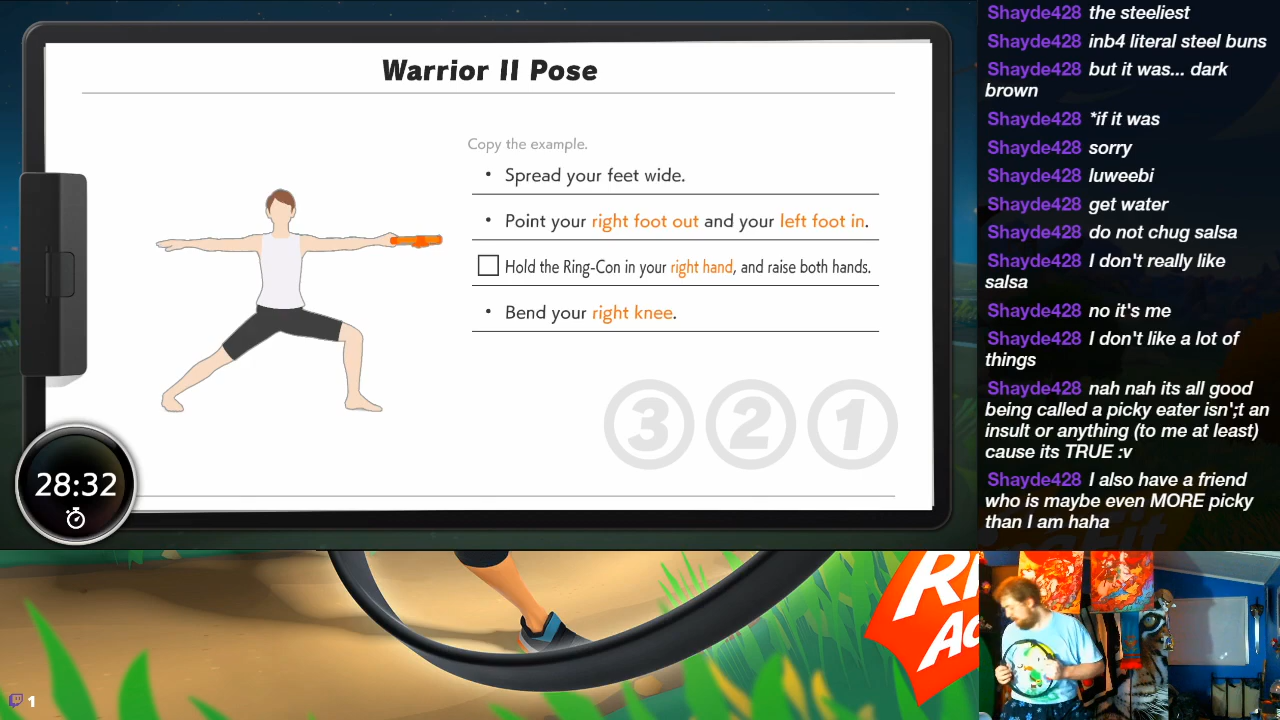 Warrior II Pose
Copy the example.
• Spread your feet wide.
• Point your right foot out and your left foot in.
Hold the Ring-Con in your right hand, and raise both hands.
• Bend your right knee.
3 2 1
28:32
1
Shayde428 the steeliest
Shayde428 inb4 literal steel buns
Shayde428 but it was... dark
brown
Shayde428 *if it was
Shayde428 sorry
Shayde428 luweebi
Shayde428 get water
Shayde428 do not chug salsa
Shayde428 I don't really like
salsa
Shayde428 no it's me
Shayde428 I don't like a lot of
things
Shayde428 nah nah its all good
being called a picky eater isn';t an
insult or anything (to me at least)
cause its TRUE :v
Shayde428 I also have a friend
who is maybe even MORE picky
than I am haha